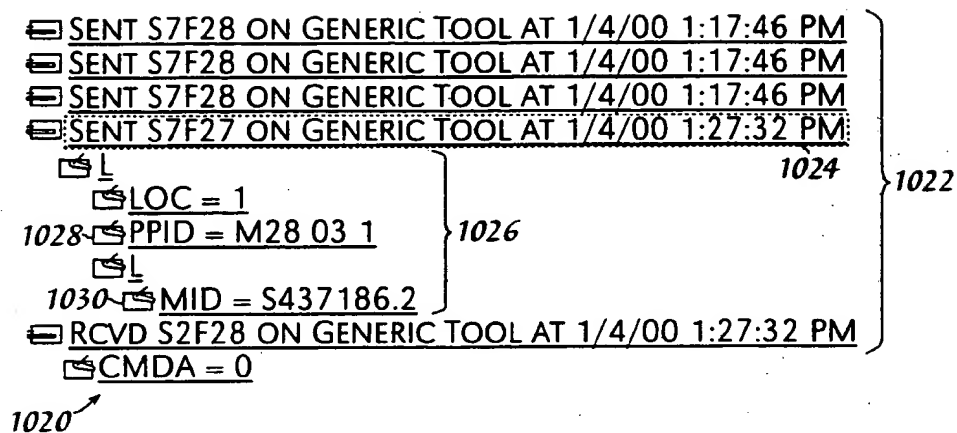 SENT S7F28 ON GENERIC TOOL AT 1/4/00 1:17:46 PM
SENT S7F28 ON GENERIC TOOL AT 1/4/00 1:17:46 PM
SENT S7F28 ON GENERIC TOOL AT 1/4/00 1:17:46 PM
SENT S7F27 ON GENERIC TOOL AT 1/4/00 1:27:32 PM
L 1024 1022
LOC = 1
1028 PPID = M28 03 1 1026
L
1030 MID = S437186.2
RCVD S2F28 ON GENERIC TOOL AT 1/4/00 1:27:32 PM
CMDA = 0
1020